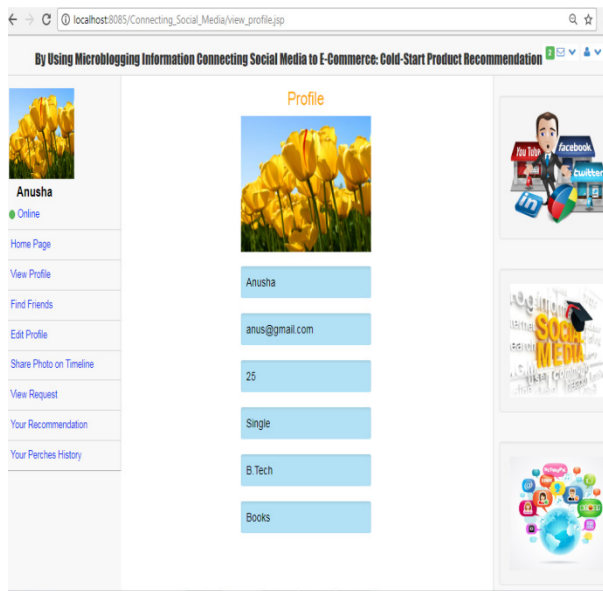 localhost:8085/Connecting_Social_Media/view_profile.jsp
By Using Microblogging Information Connecting Social Media to E-Commerce: Cold-Start Product Recommendation
2
Anusha
Online
Home Page
View Profile
Find Friends
Edit Profile
Share Photo on Timeline
View Request
Your Recommendation
Your Perches History
Profile
Anusha
anus@gmail.com
25
Single
B.Tech
Books
You Tube
facebook
twitter
in
SOCIAL
MEDIA